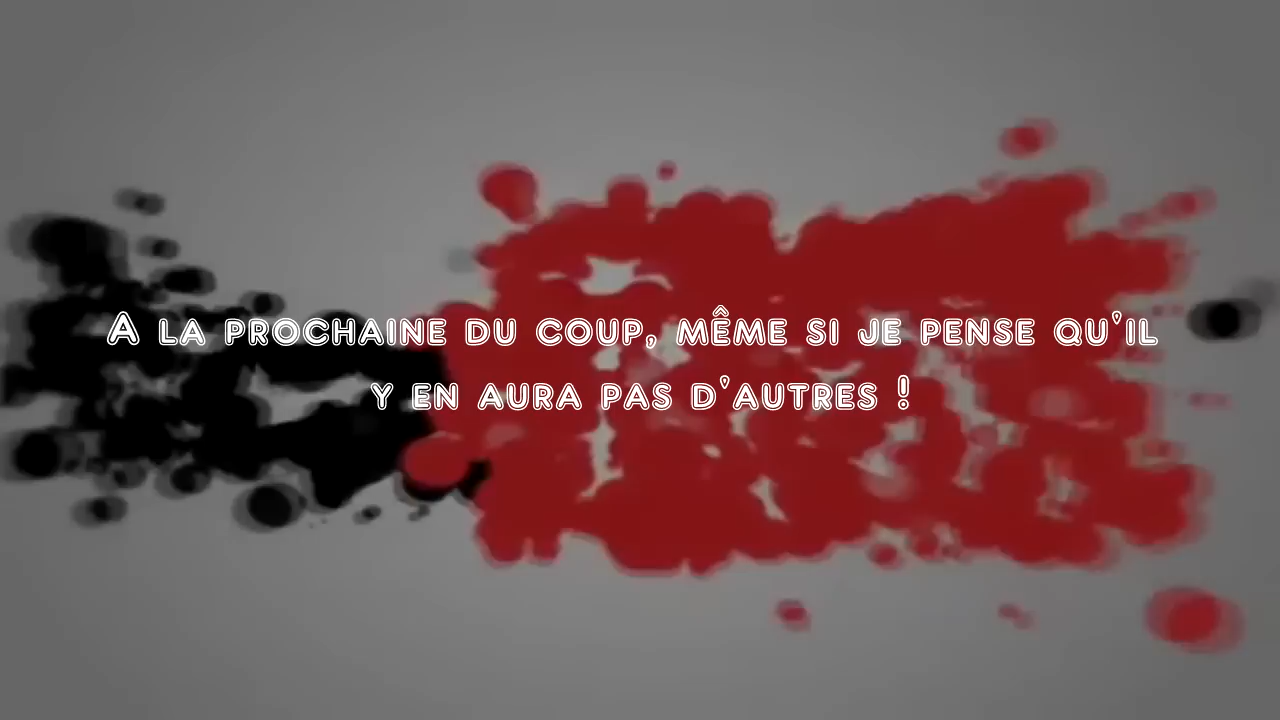 A LA PROCHAINE DU COUP, MÊME SI JE PENSE QU'IL
Y EN AURA PAS D'AUTRES !